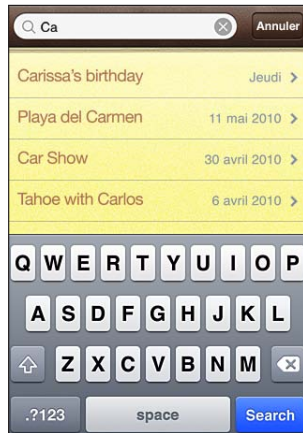 Ca Annuler
Carissa's birthday Jeudi
Playa del Carmen 11 mai 2010
Car Show 30 avril 2010
Tahoe with Carlos 6 avril 2010
Q W E R T Y U I O P
A S D F G H J K L
Z X C V B N M
.?123 space Search